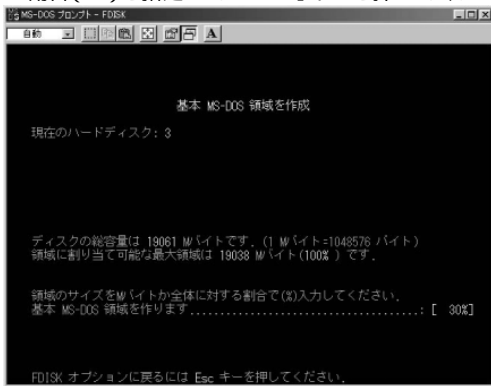 MS-DOS プロンプト - FDISK
自動
A
基本 MS-DOS 領域を作成
現在のハードディスク: 3
ディスクの総容量は 19061 Mバイトです. (1 Mバイト=1048576 バイト)
領域に割り当て可能な最大領域は 19038 Mバイト(100% ) です.
領域のサイズをMバイトか全体に対する割合で(%)入力してください.
基本 MS-DOS 領域を作ります.....................................: [  30%]
FDISK オプションに戻るには Esc キーを押してください.